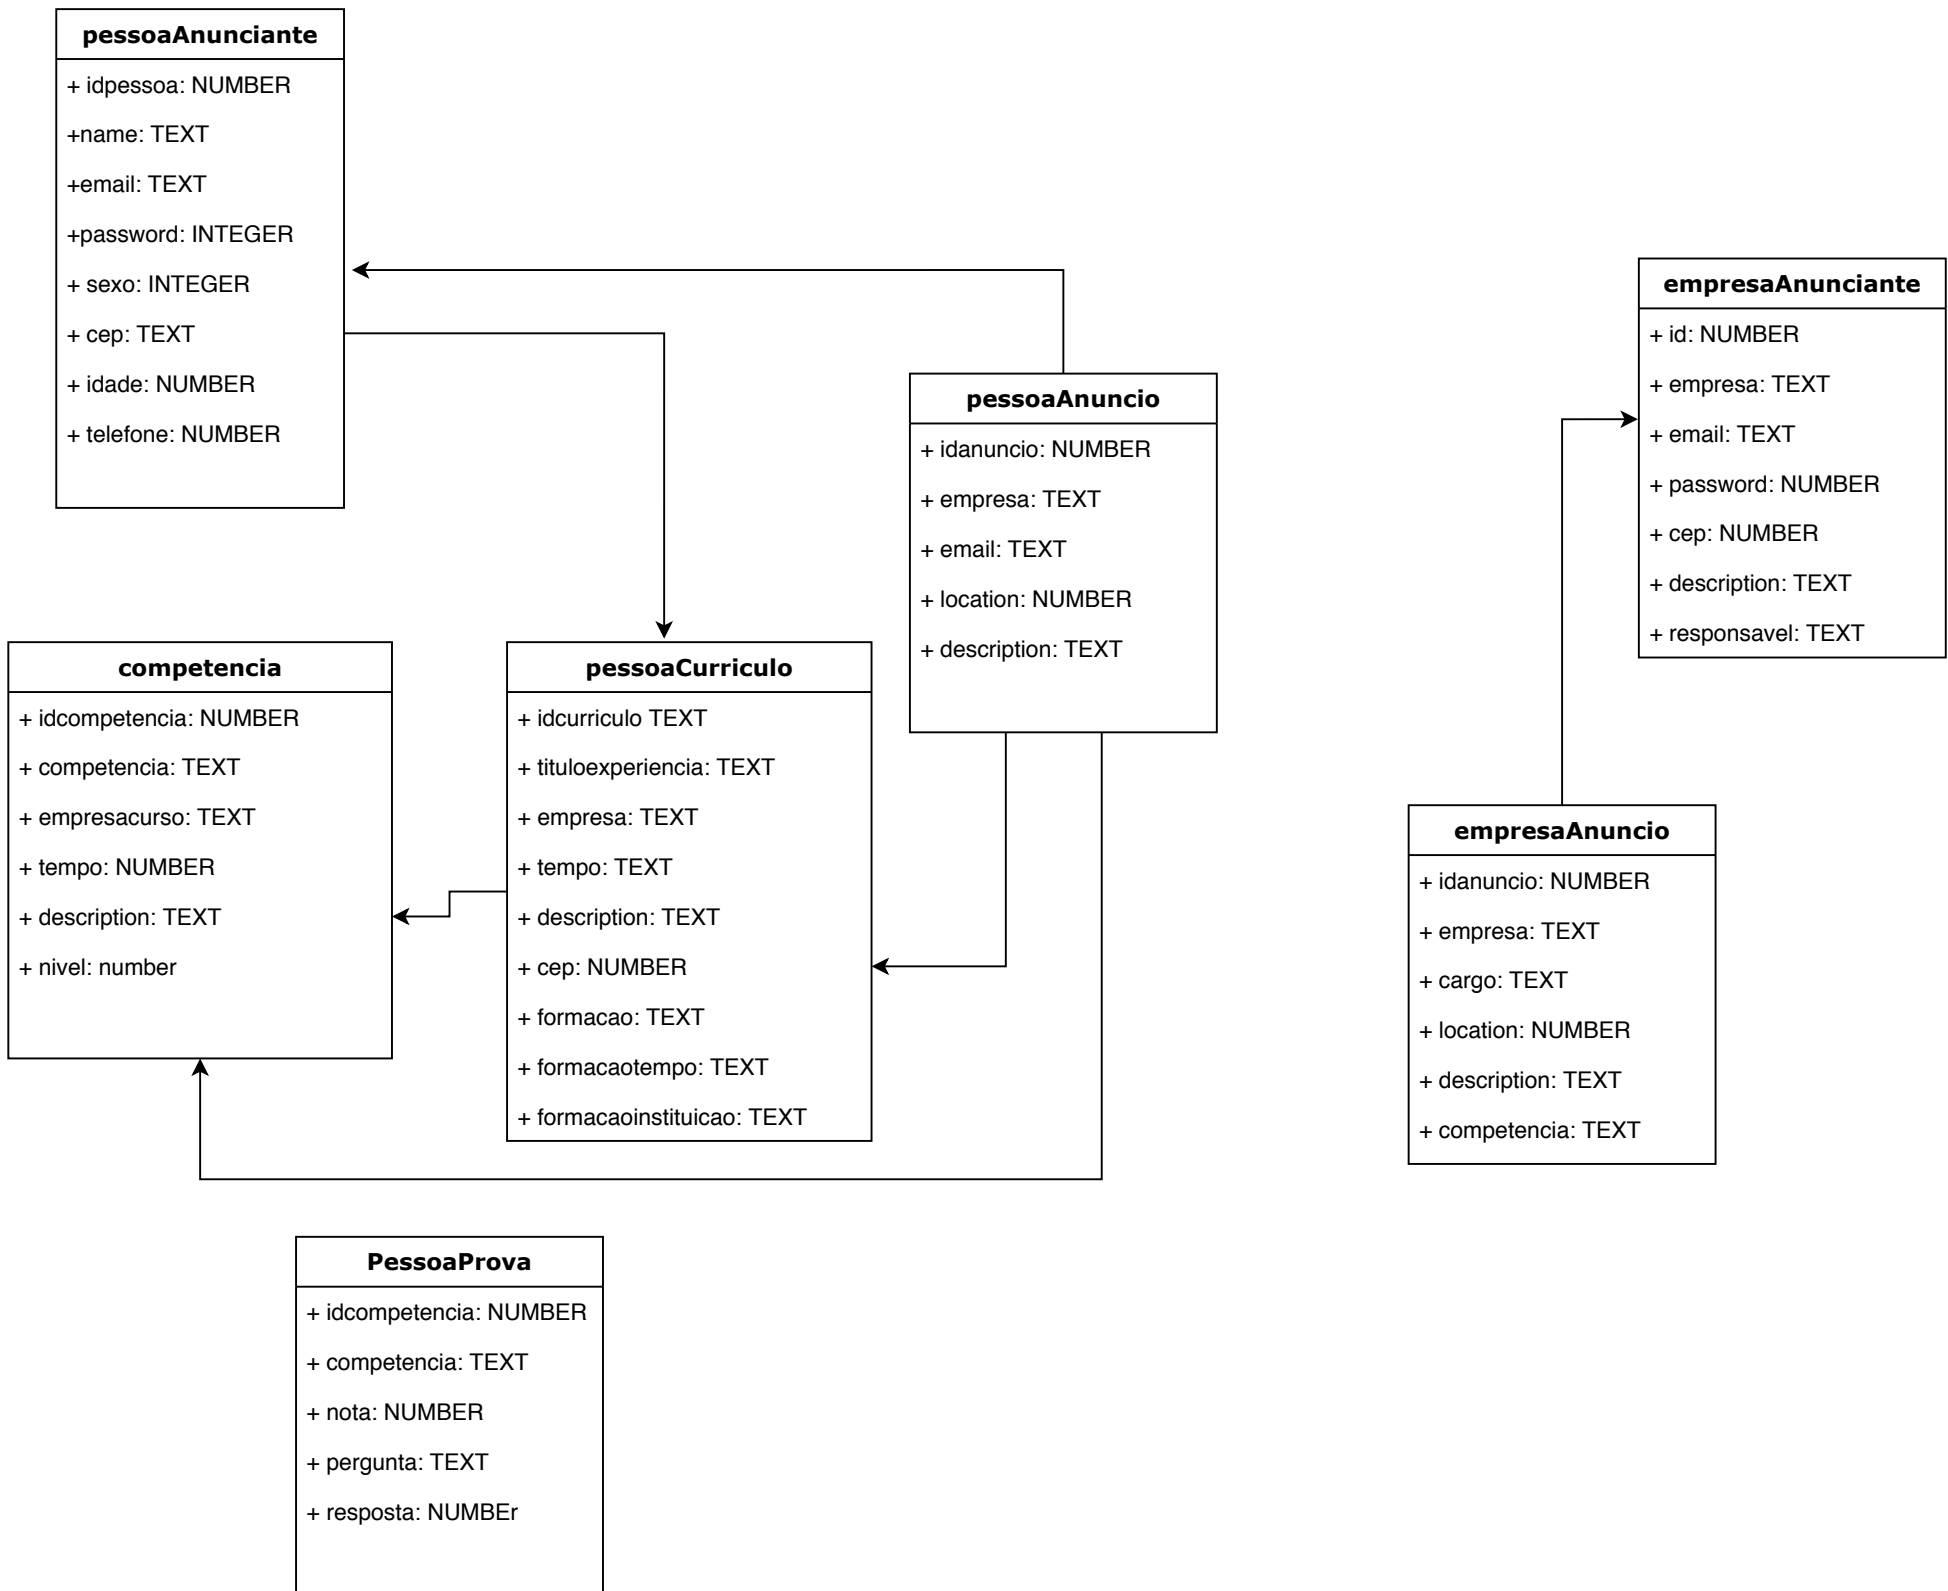 pessoaAnunciante
+ idpessoa: NUMBER
+name: TEXT
+email: TEXT
+password: INTEGER
+ sexo: INTEGER
+ cep: TEXT
+ idade: NUMBER
+ telefone: NUMBER
empresaAnunciante
+ id: NUMBER
+ empresa: TEXT
+ email: TEXT
+ password: NUMBER
+ cep: NUMBER
+ description: TEXT
+ responsavel: TEXT
pessoaAnuncio
+ idanuncio: NUMBER
+ empresa: TEXT
+ email: TEXT
+ location: NUMBER
+ description: TEXT
competencia
+ idcompetencia: NUMBER
+ competencia: TEXT
+ empresacurso: TEXT
+ tempo: NUMBER
+ description: TEXT
+ nivel: number
pessoaCurriculo
+ idcurriculo TEXT
+ tituloexperiencia: TEXT
+ empresa: TEXT
+ tempo: TEXT
+ description: TEXT
+ cep: NUMBER
+ formacao: TEXT
+ formacaotempo: TEXT
+ formacaoinstituicao: TEXT
empresaAnuncio
+ idanuncio: NUMBER
+ empresa: TEXT
+ cargo: TEXT
+ location: NUMBER
+ description: TEXT
+ competencia: TEXT
PessoaProva
+ idcompetencia: NUMBER
+ competencia: TEXT
+ nota: NUMBER
+ pergunta: TEXT
+ resposta: NUMBEr